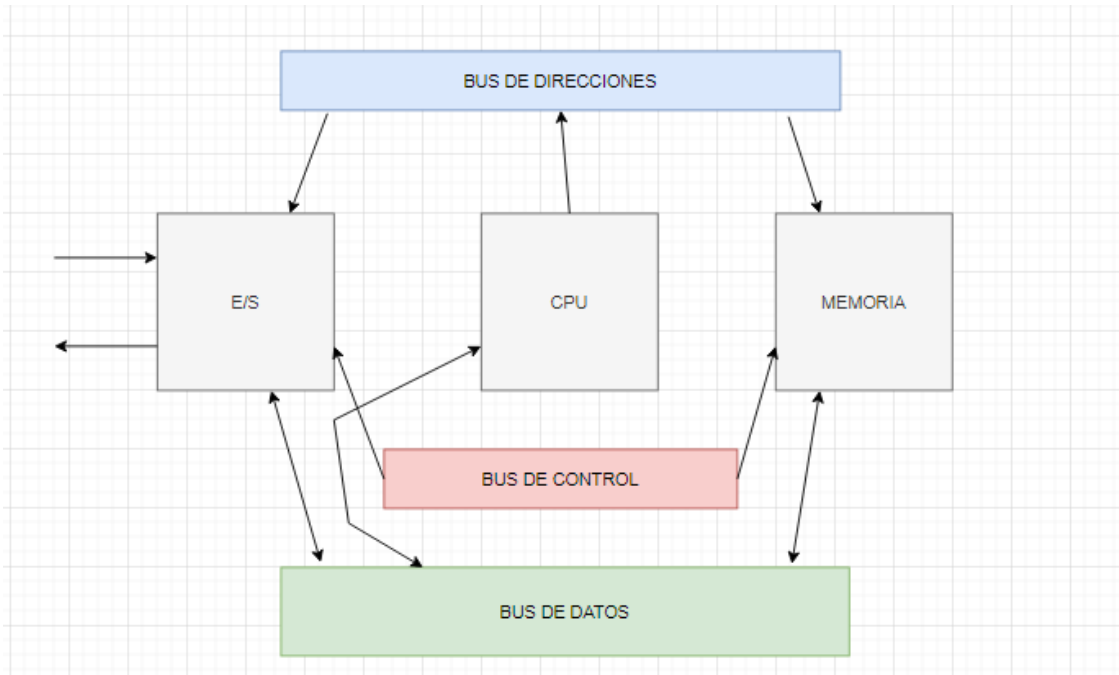 BUS DE DIRECCIONES
E/S
CPU
MEMORIA
BUS DE CONTROL
BUS DE DATOS